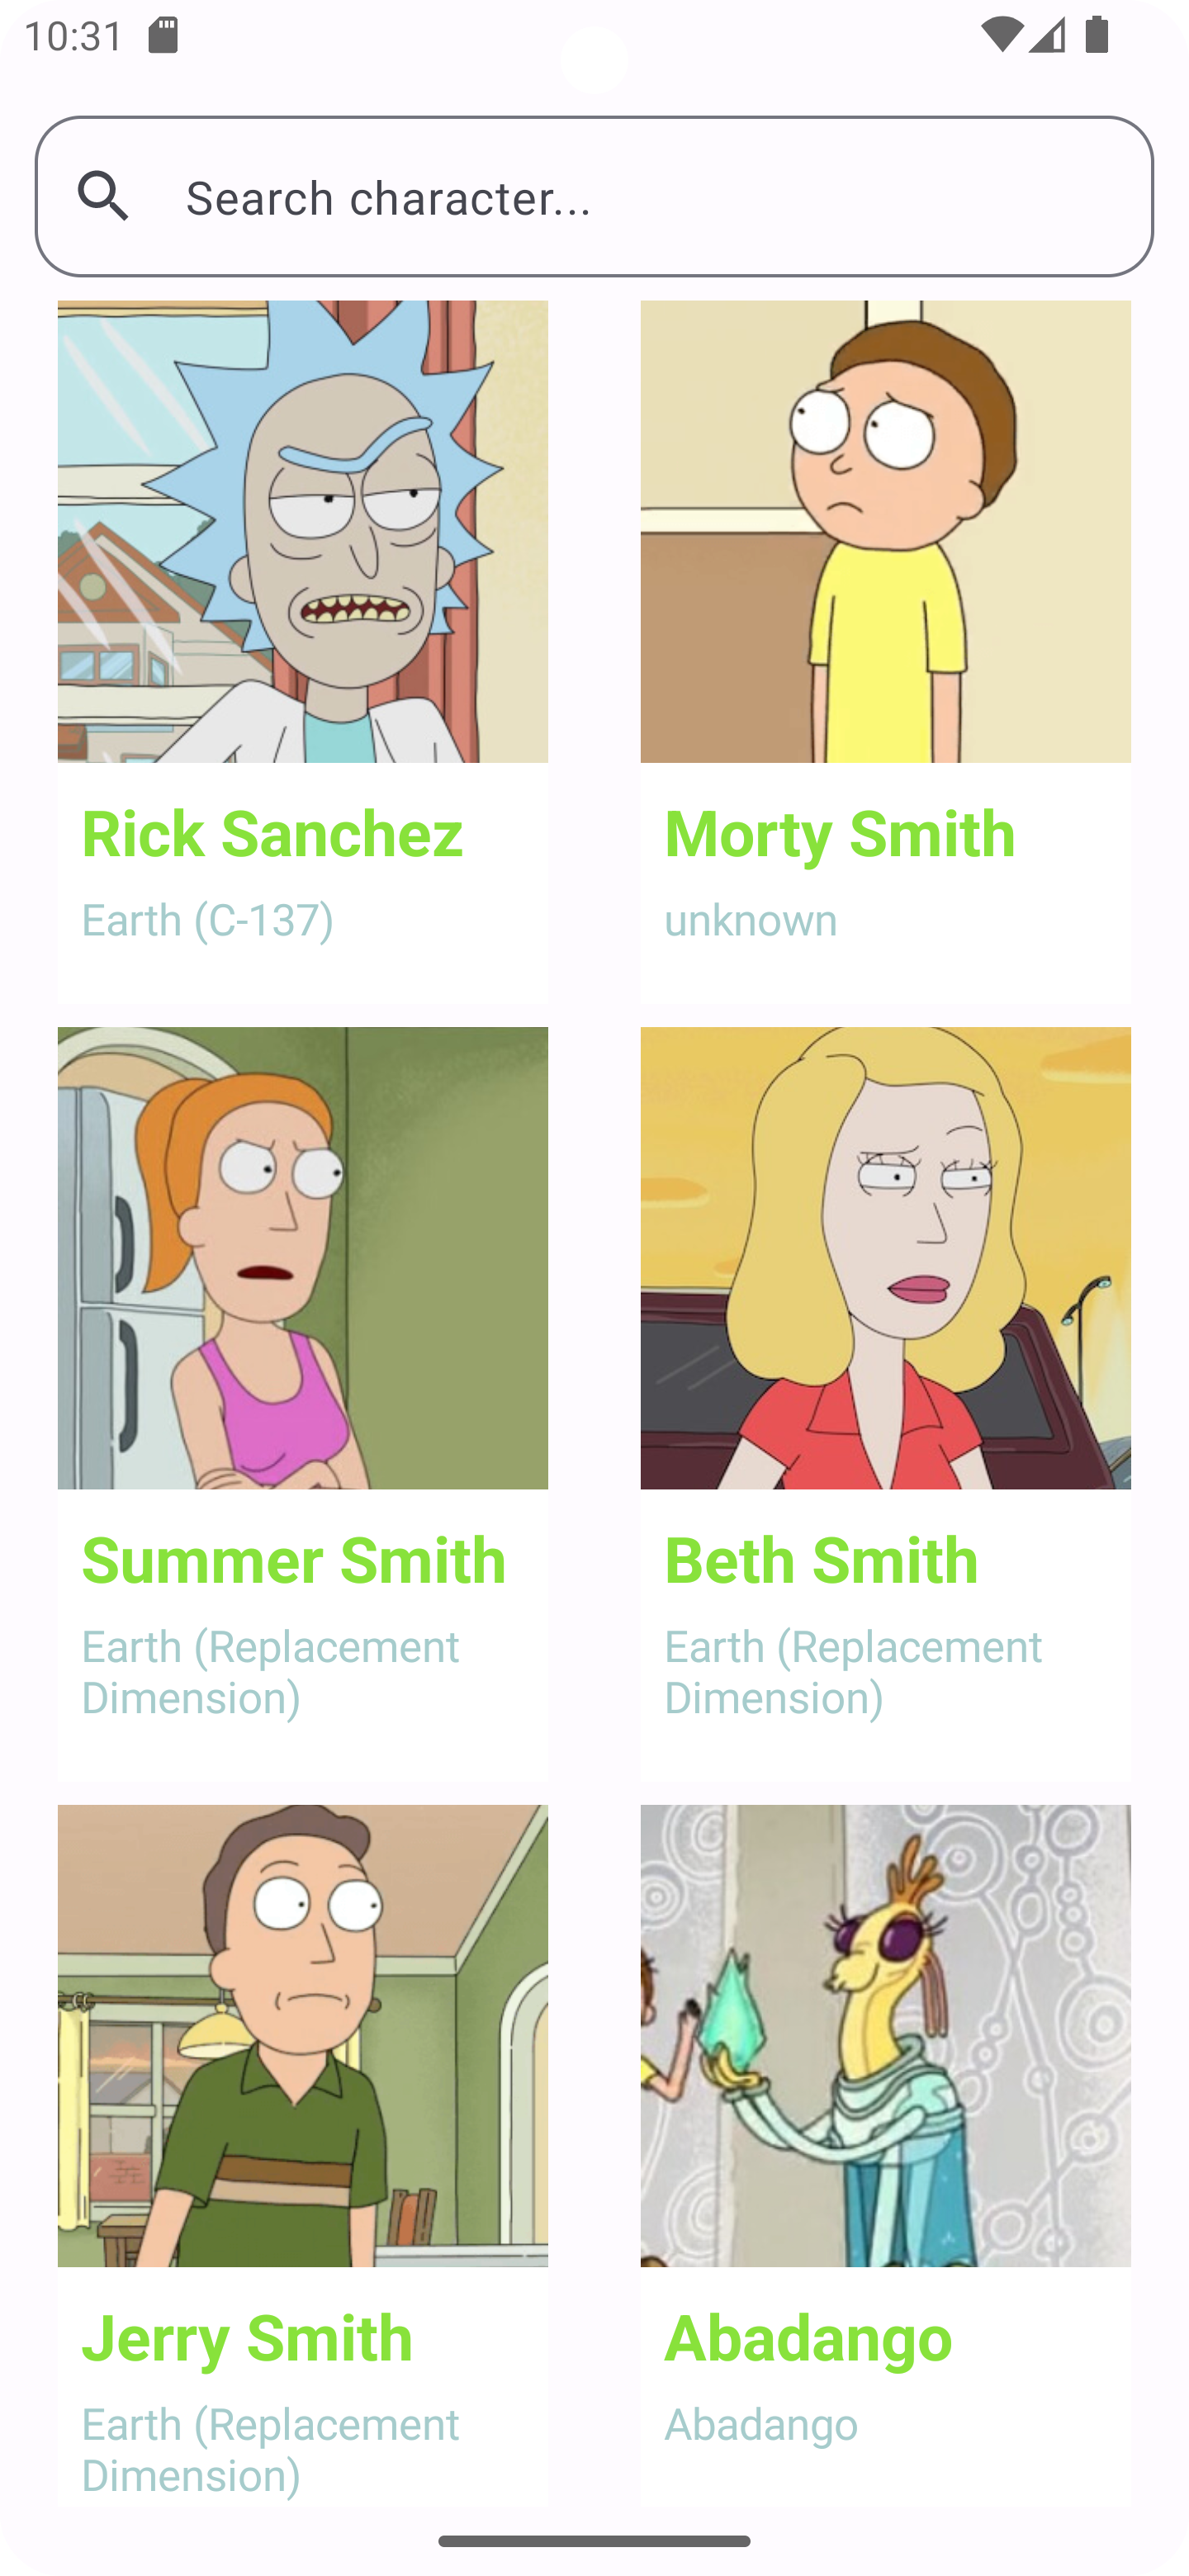 10:31
Search character...
Rick Sanchez
Earth (C-137)
Morty Smith
unknown
Summer Smith
Earth (Replacement
Dimension)
Beth Smith
Earth (Replacement
Dimension)
Jerry Smith
Earth (Replacement
Dimension)
Abadango
Abadango